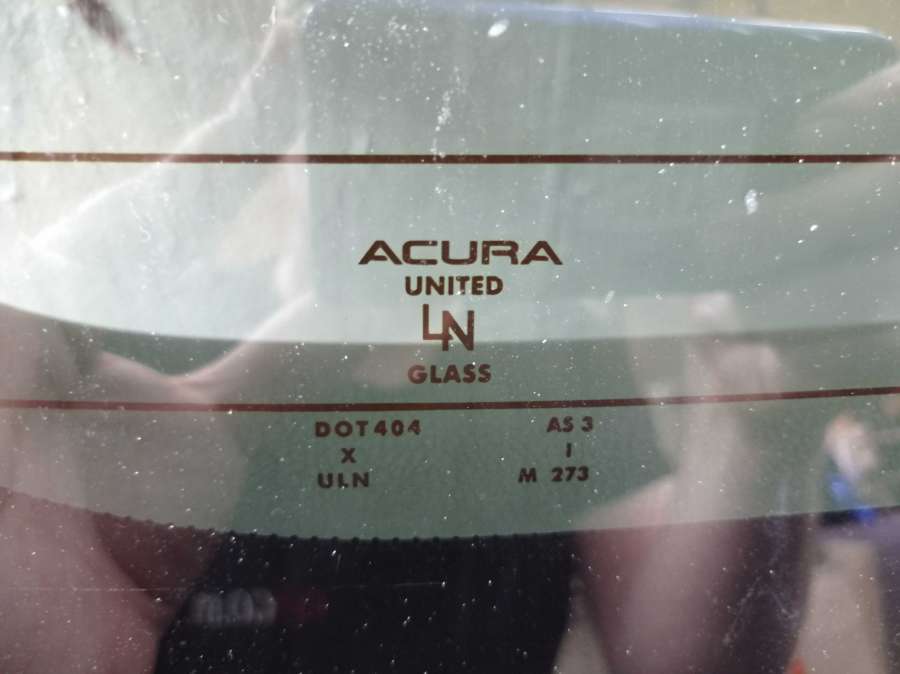 ACURA
UNITED
LN
GLASS
DOT404 AS 3
X I
ULN M 273